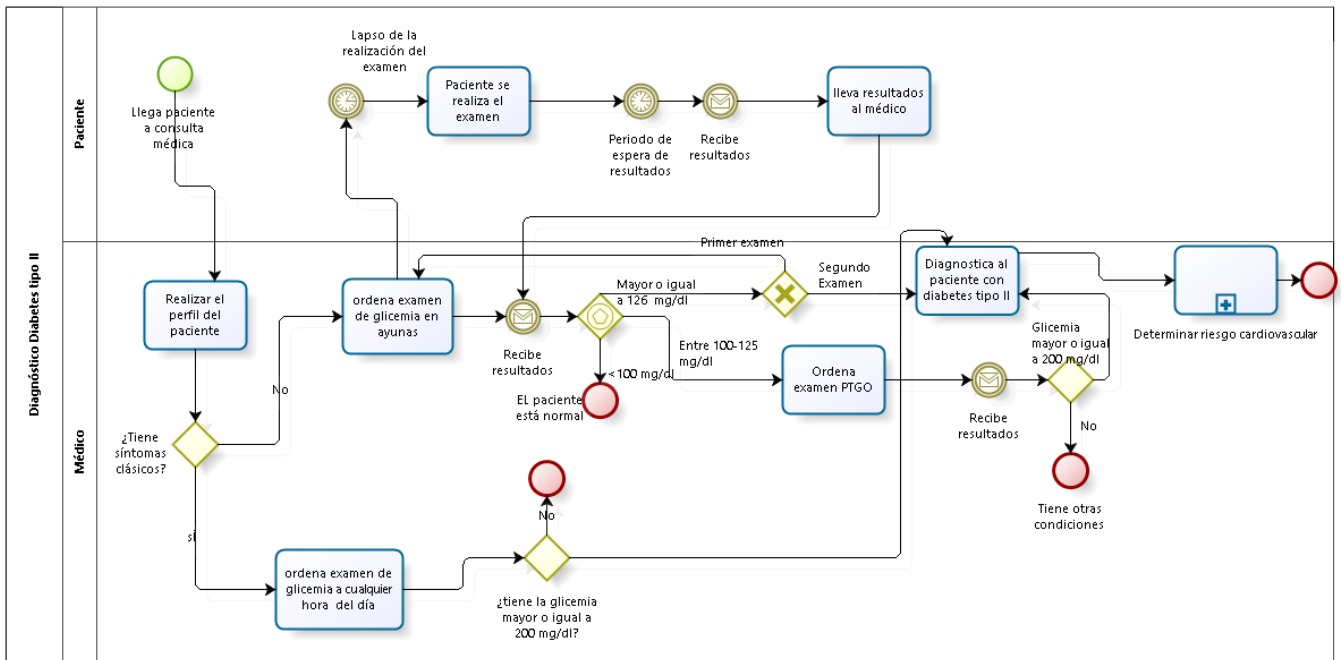 Diagnóstico Diabetes tipo II
Paciente
Llega paciente
a consulta
médica
Lapso de la
realización del
examen
Paciente se
realiza el
examen
Periodo de
espera de
resultados
Recibe
resultados
lleva resultados
al médico
Médico
Realizar el
perfil del
paciente
¿Tiene
síntomas
clásicos?
No
sí
ordena examen
de glicemia en
ayunas
Recibe
resultados
Primer examen
Mayor o igual
a 126 mg/dl
Segundo
Examen
Entre 100-125
mg/dl
<100 mg/dl
EL paciente
está normal
Ordena
examen PTGO
Recibe
resultados
Diagnostica al
paciente con
diabetes tipo II
Glicemia
mayor o igual
a 200 mg/dl
No
Tiene otras
condiciones
Determinar riesgo cardiovascular
ordena examen de
glicemia a cualquier
hora del día
No
¿tiene la glicemia
mayor o igual a
200 mg/dl?